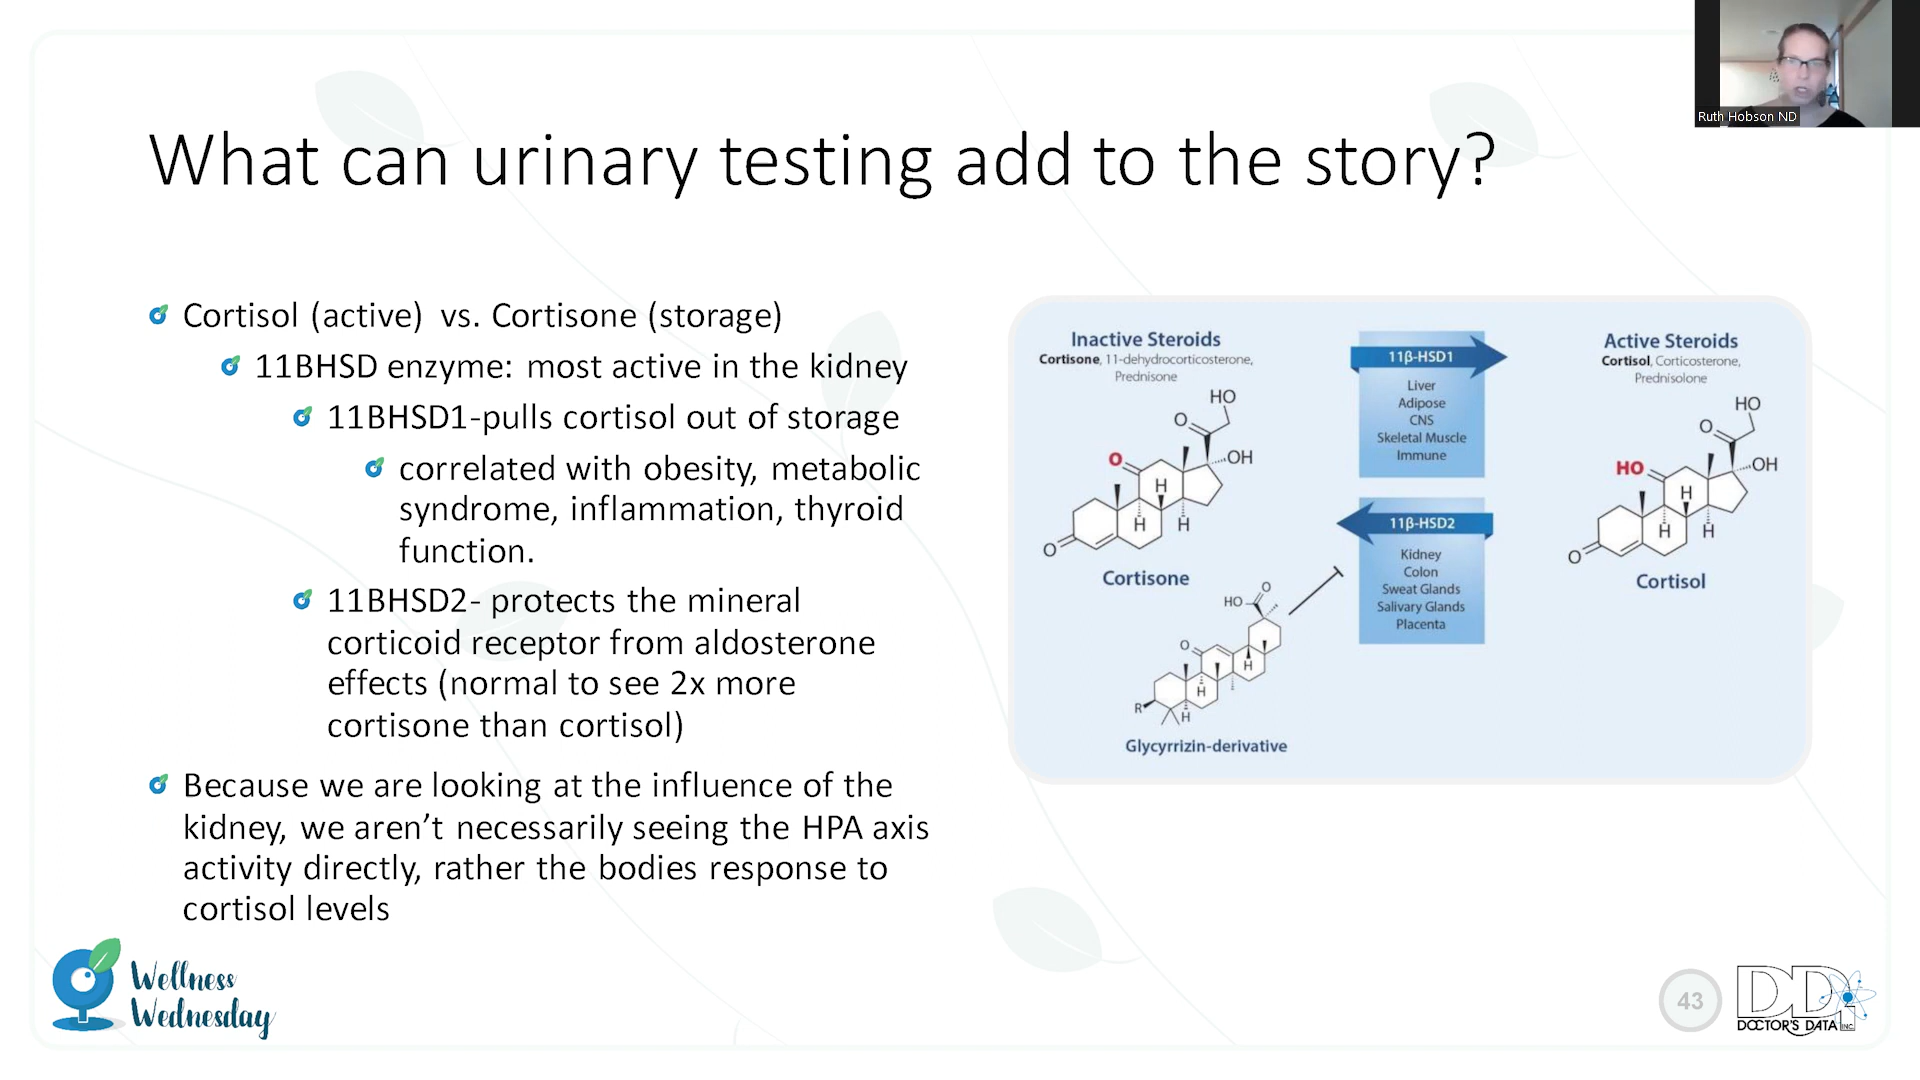 Ruth Hobson ND
What can urinary testing add to the story?
Cortisol (active) vs. Cortisone (storage)
11BHSD enzyme: most active in the kidney
11BHSD1-pulls cortisol out of storage
correlated with obesity, metabolic
syndrome, inflammation, thyroid
function.
11BHSD2- protects the mineral
corticoid receptor from aldosterone
effects (normal to see 2x more
cortisone than cortisol)
Because we are looking at the influence of the
kidney, we aren't necessarily seeing the HPA axis
activity directly, rather the bodies response to
cortisol levels
Inactive Steroids
Cortisone, 11-dehydrocorticosterone,
Prednisone
HO
O
OH
O
H
H
H
O
Cortisone
11β-HSD1
Liver
Adipose
CNS
Skeletal Muscle
Immune
11β-HSD2
Kidney
Colon
Sweat Glands
Salivary Glands
Placenta
Active Steroids
Cortisol, Corticosterone,
Prednisolone
HO
O
OH
HO
H
H
H
O
Cortisol
O
HO
O
H
H
R
H
Glycyrrizin-derivative
Wellness
Wednesday
43
DDI
DOCTOR'S DATA INC.